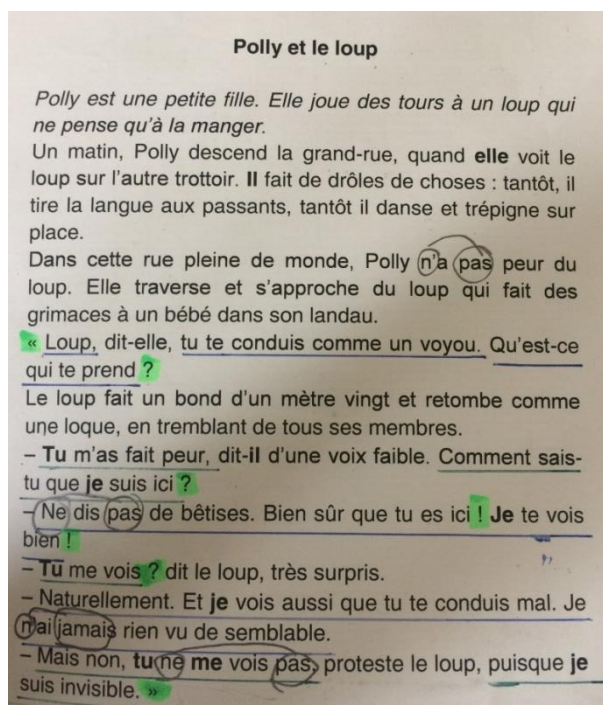 Polly et le loup
Polly est une petite fille. Elle joue des tours à un loup qui
ne pense qu'à la manger.
Un matin, Polly descend la grand-rue, quand elle voit le
loup sur l'autre trottoir. Il fait de drôles de choses : tantôt, il
tire la langue aux passants, tantôt il danse et trépigne sur
place.
Dans cette rue pleine de monde, Polly n'a pas peur du
loup. Elle traverse et s'approche du loup qui fait des
grimaces à un bébé dans son landau.
« Loup, dit-elle, tu te conduis comme un voyou. Qu'est-ce
qui te prend ?
Le loup fait un bond d'un mètre vingt et retombe comme
une loque, en tremblant de tous ses membres.
– Tu m'as fait peur, dit-il d'une voix faible. Comment sais-
tu que je suis ici ?
– Ne dis pas de bêtises. Bien sûr que tu es ici ! Je te vois
bien !
– Tu me vois ? dit le loup, très surpris.
– Naturellement. Et je vois aussi que tu te conduis mal. Je
n'ai jamais rien vu de semblable.
– Mais non, tu ne me vois pas, proteste le loup, puisque je
suis invisible. »